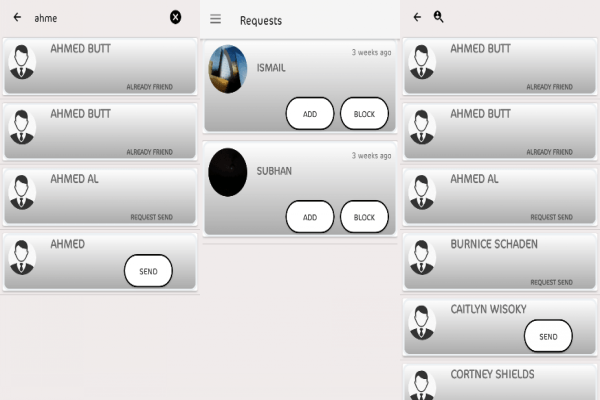 ahme
AHMED BUTT
ALREADY FRIEND
AHMED BUTT
ALREADY FRIEND
AHMED AL
REQUEST SEND
AHMED
SEND
Requests
3 weeks ago
ISMAIL
ADD BLOCK
3 weeks ago
SUBHAN
ADD BLOCK
AHMED BUTT
ALREADY FRIEND
AHMED BUTT
ALREADY FRIEND
AHMED AL
REQUEST SEND
BURNICE SCHADEN
REQUEST SEND
CAITLYN WISOKY
SEND
CORTNEY SHIELDS